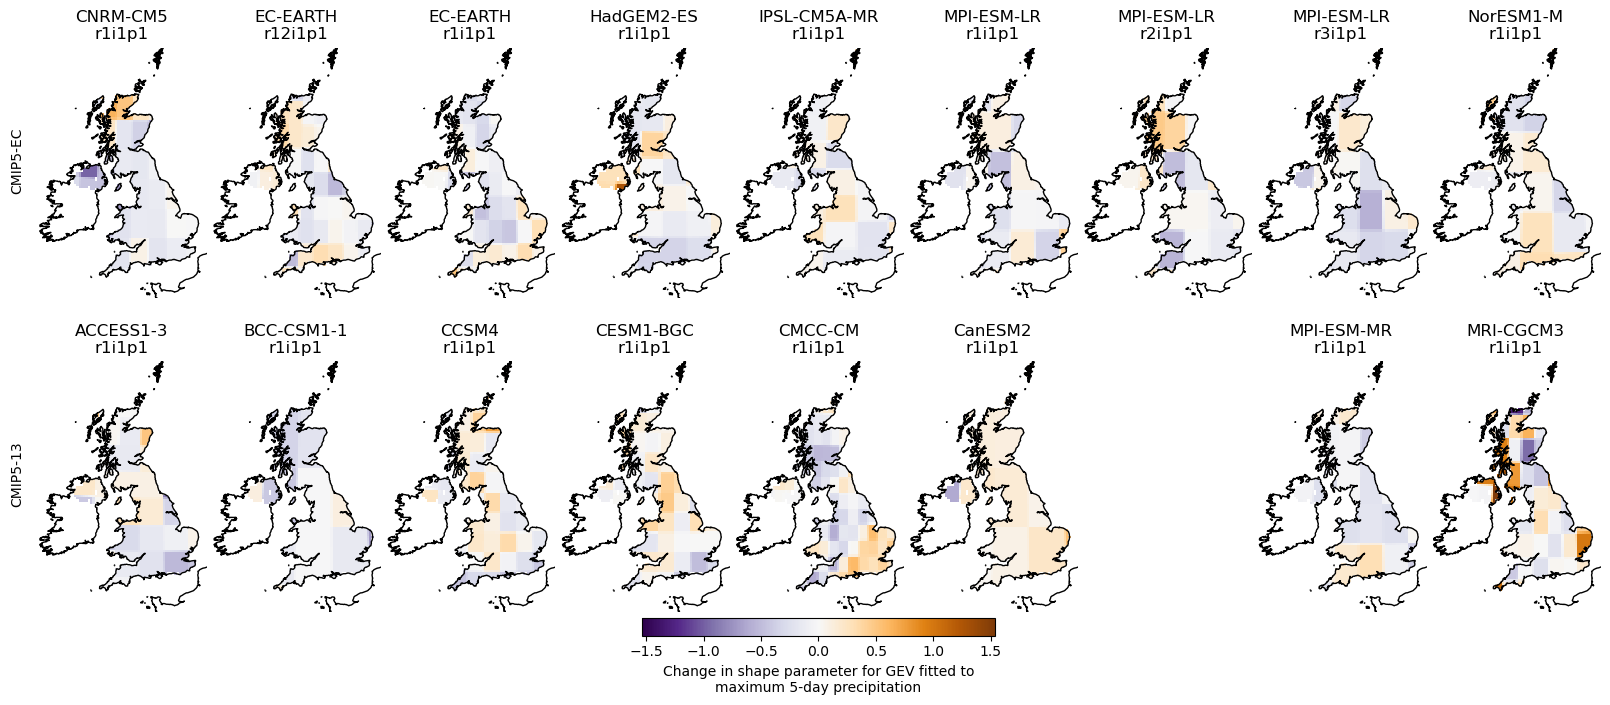 CNRM-CM5
r1i1p1
EC-EARTH
r12i1p1
EC-EARTH
r1i1p1
HadGEM2-ES
r1i1p1
IPSL-CM5A-MR
r1i1p1
MPI-ESM-LR
r1i1p1
MPI-ESM-LR
r2i1p1
MPI-ESM-LR
r3i1p1
NorESM1-M
r1i1p1
CMIP5-EC
ACCESS1-3
r1i1p1
BCC-CSM1-1
r1i1p1
CCSM4
r1i1p1
CESM1-BGC
r1i1p1
CMCC-CM
r1i1p1
CanESM2
r1i1p1
MPI-ESM-MR
r1i1p1
MRI-CGCM3
r1i1p1
CMIP5-13
−1.5 −1.0 −0.5 0.0 0.5 1.0 1.5
Change in shape parameter for GEV fitted to
maximum 5-day precipitation